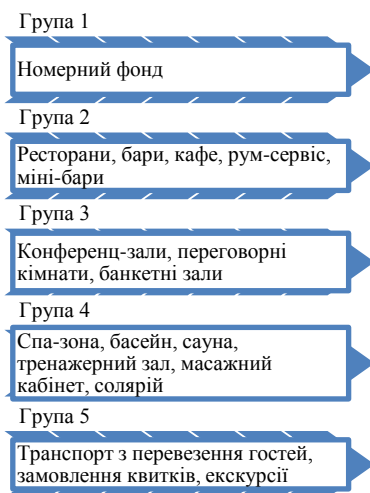 Група 1
Номерний фонд
Група 2
Ресторани, бари, кафе, рум-сервіс,
міні-бари
Група 3
Конференц-зали, переговорні
кімнати, банкетні зали
Група 4
Спа-зона, басейн, сауна,
тренажерний зал, масажний
кабінет, солярій
Група 5
Транспорт з перевезення гостей,
замовлення квитків, екскурсії